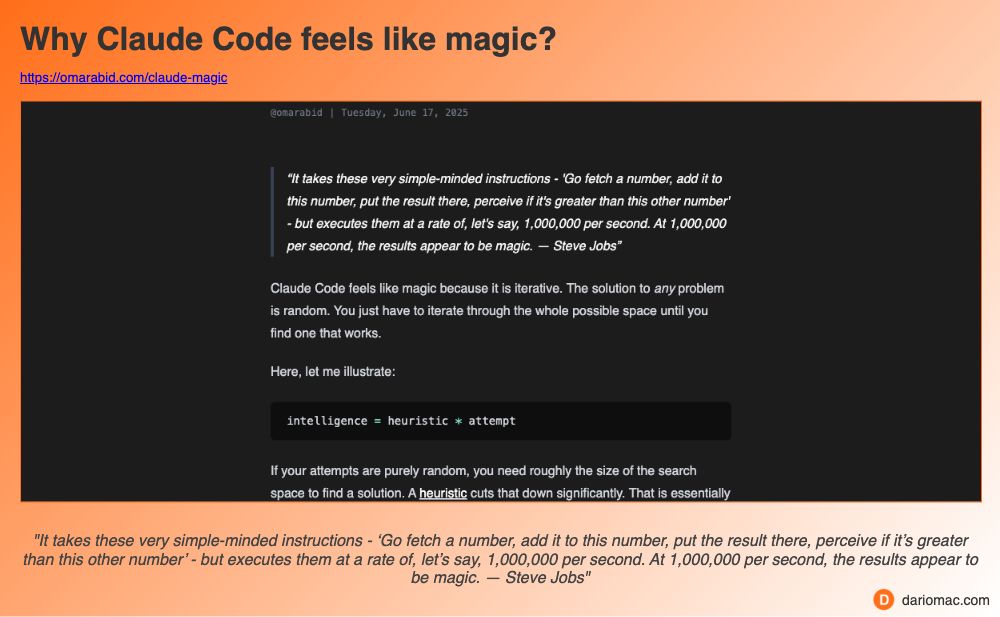 Why Claude Code feels like magic?
https://omarabid.com/claude-magic
@omarabid | Tuesday, June 17, 2025
“It takes these very simple-minded instructions - 'Go fetch a number, add it to
this number, put the result there, perceive if it's greater than this other number'
- but executes them at a rate of, let's say, 1,000,000 per second. At 1,000,000
per second, the results appear to be magic. — Steve Jobs”
Claude Code feels like magic because it is iterative. The solution to any problem
is random. You just have to iterate through the whole possible space until you
find one that works.
Here, let me illustrate:
intelligence = heuristic * attempt
If your attempts are purely random, you need roughly the size of the search
space to find a solution. A heuristic cuts that down significantly. That is essentially
"It takes these very simple-minded instructions - ‘Go fetch a number, add it to this number, put the result there, perceive if it’s greater
than this other number’ - but executes them at a rate of, let’s say, 1,000,000 per second. At 1,000,000 per second, the results appear to
be magic. — Steve Jobs"
D dariomac.com